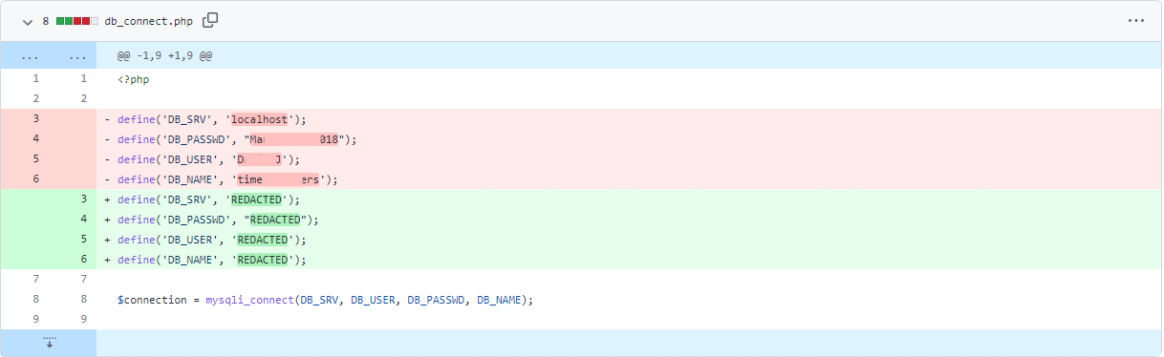 8 db_connect.php
... ... @@ -1,9 +1,9 @@
1 1 <?php
2 2
3 - define('DB_SRV', 'localhost');
4 - define('DB_PASSWD', "Ma 018");
5 - define('DB_USER', 'D J');
6 - define('DB_NAME', 'time ers');
3 + define('DB_SRV', 'REDACTED');
4 + define('DB_PASSWD', "REDACTED");
5 + define('DB_USER', 'REDACTED');
6 + define('DB_NAME', 'REDACTED');
7 7
8 8 $connection = mysqli_connect(DB_SRV, DB_USER, DB_PASSWD, DB_NAME);
9 9